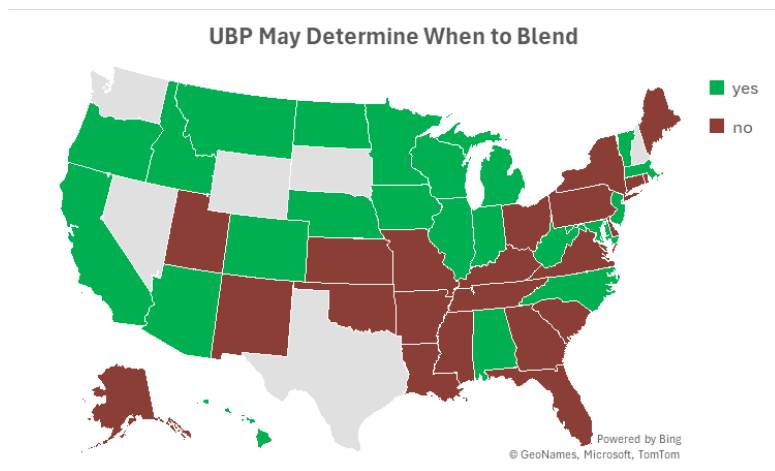 UBP May Determine When to Blend
yes
no
Powered by Bing
© GeoNames, Microsoft, TomTom